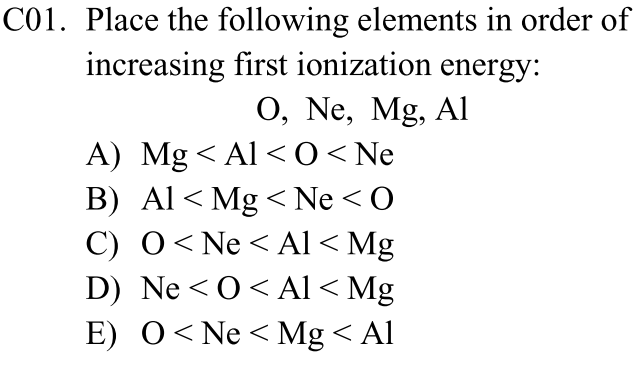 C01. Place the following elements in order of
increasing first ionization energy:
O, Ne, Mg, Al
A) Mg < Al < O < Ne
B) Al < Mg < Ne < O
C) O < Ne < Al < Mg
D) Ne < O < Al < Mg
E) O < Ne < Mg < Al